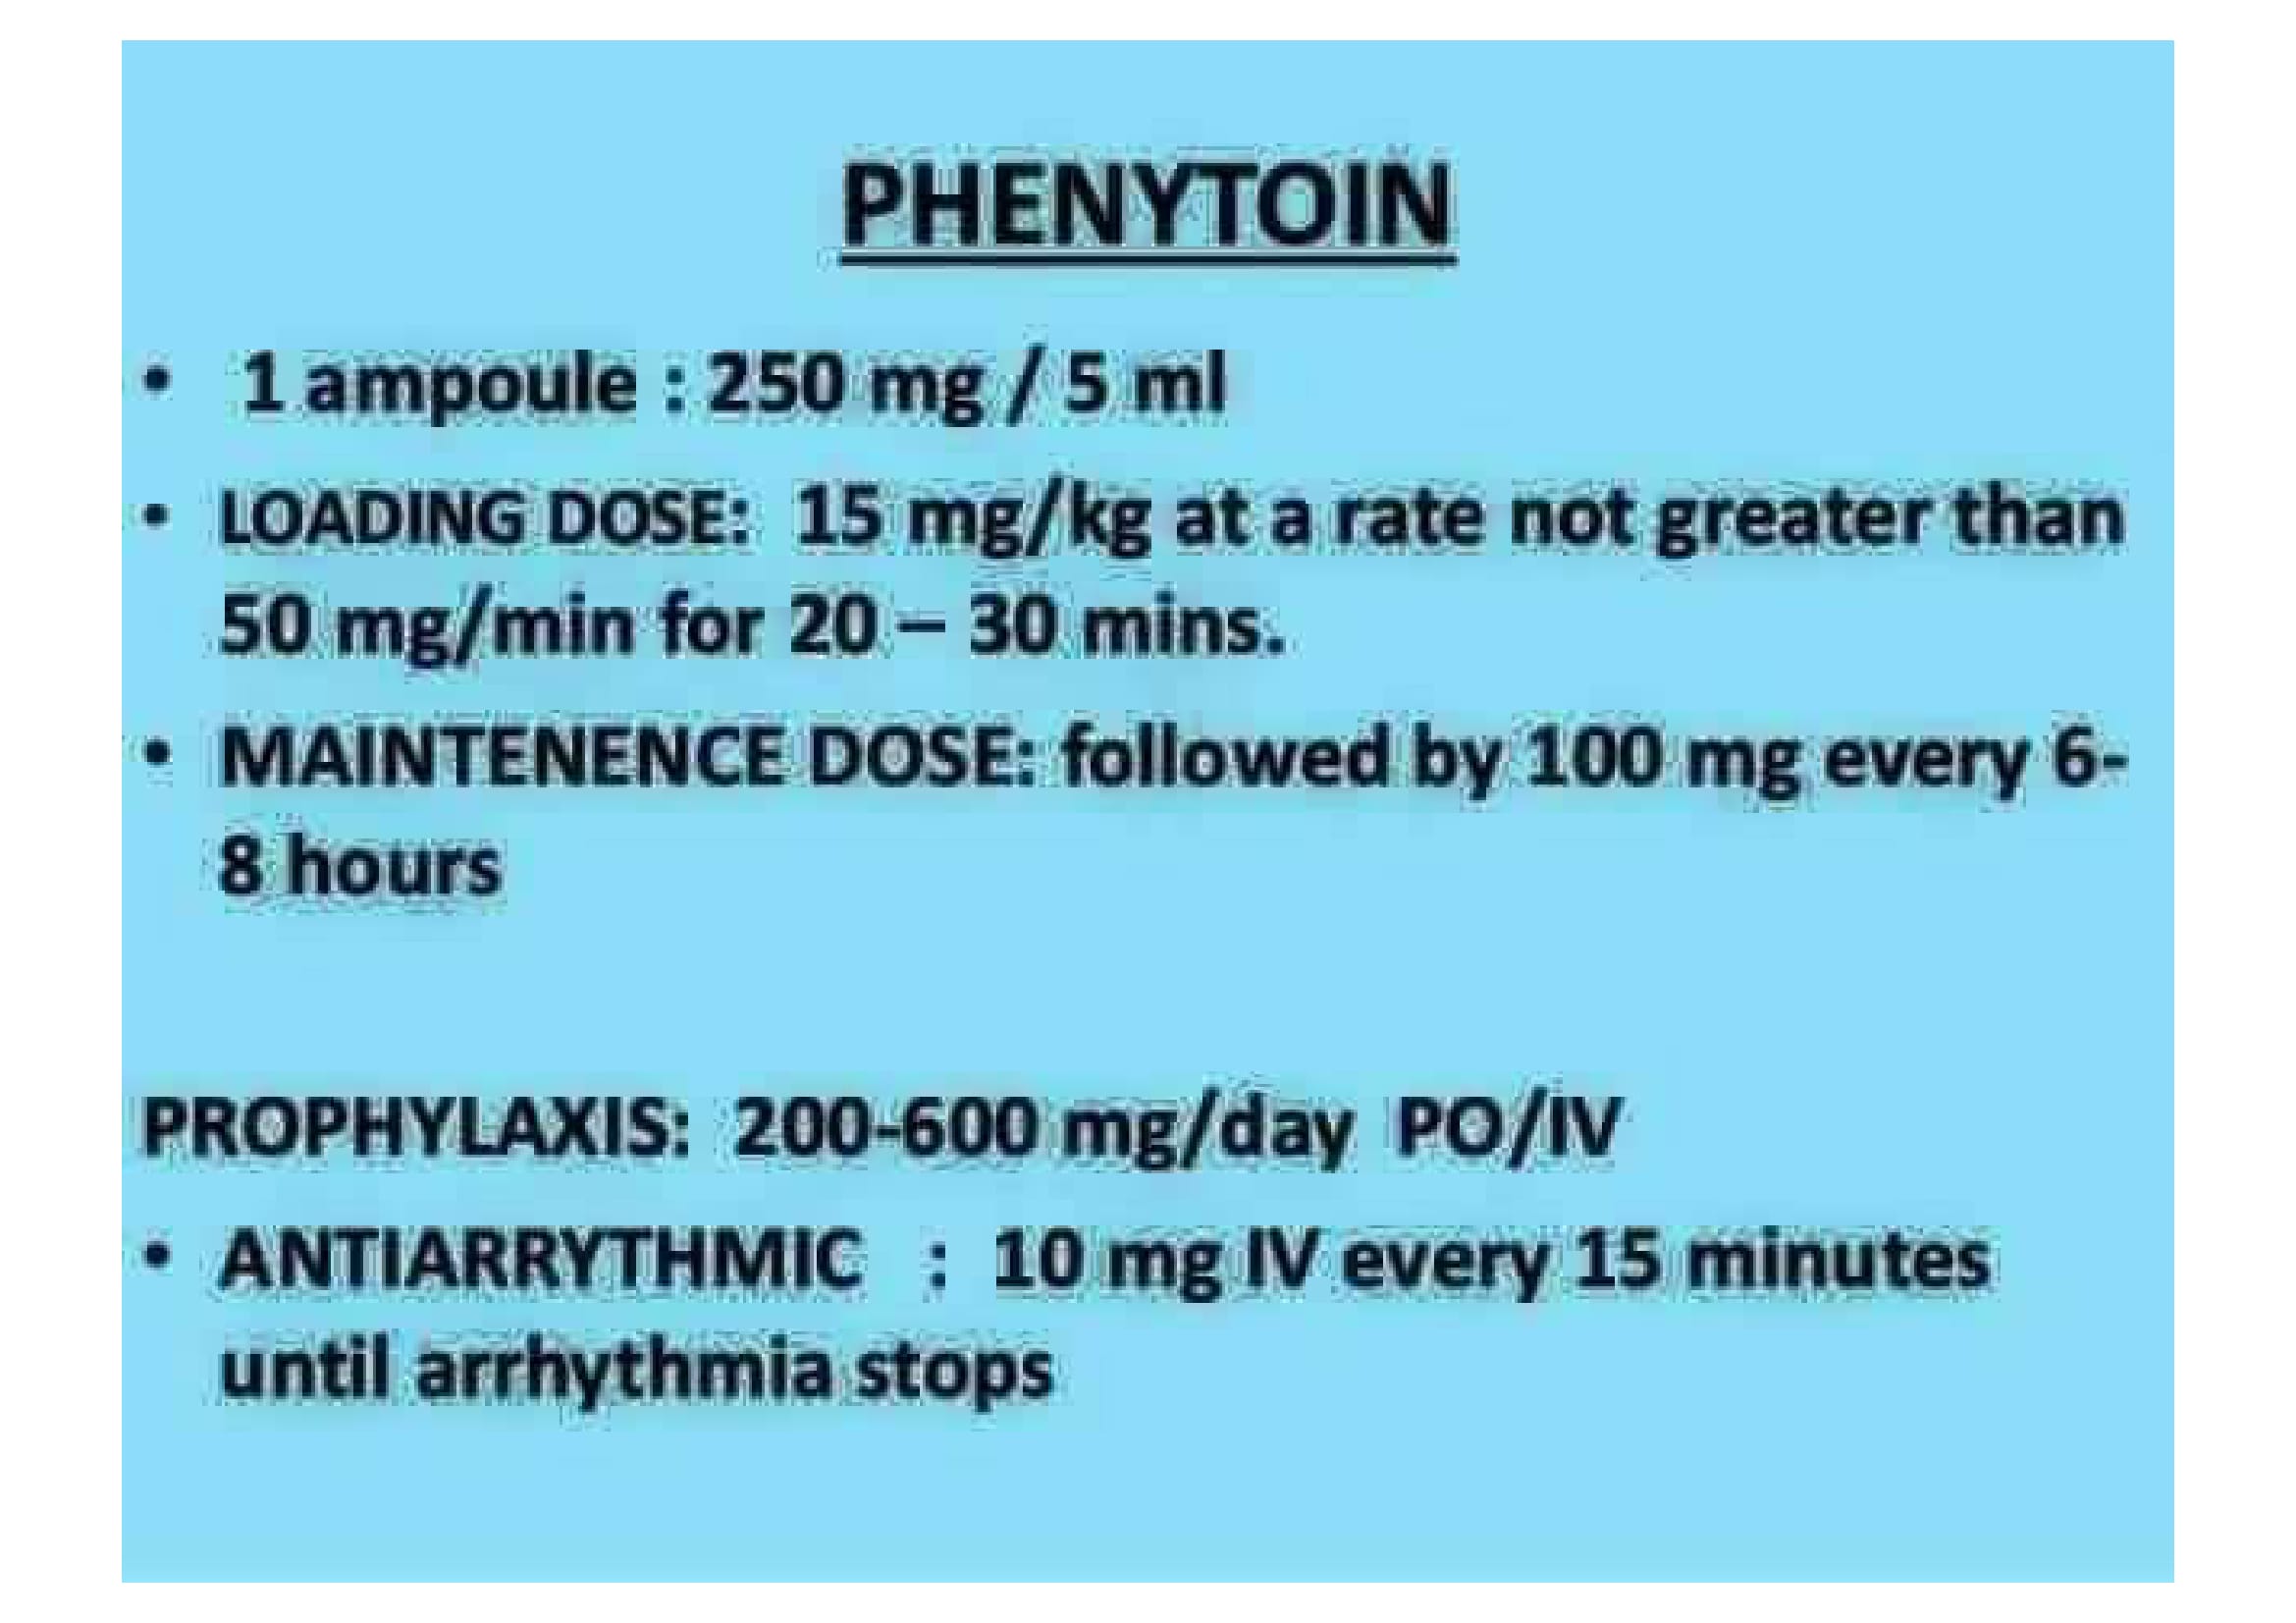 PHENYTOIN
• 1 ampoule : 250 mg / 5 ml
• LOADING DOSE: 15 mg/kg at a rate not greater than
50 mg/min for 20 – 30 mins.
• MAINTENENCE DOSE: followed by 100 mg every 6-
8 hours
PROPHYLAXIS: 200-600 mg/day PO/IV
• ANTIARRYTHMIC : 10 mg IV every 15 minutes
until arrhythmia stops